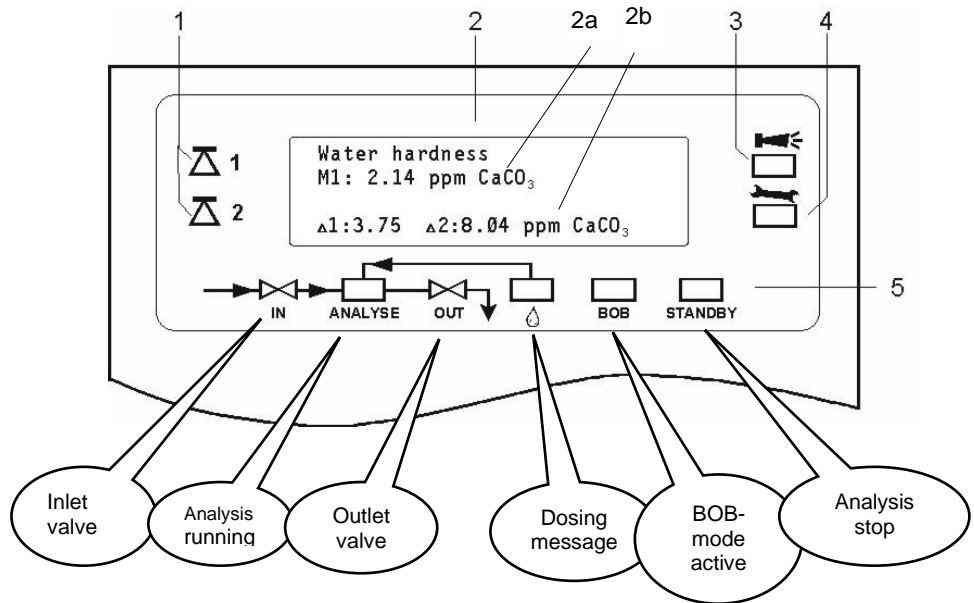 1 2 2a 2b 3 4
Water hardness
M1: 2.14 ppm CaCO₃
▵1:3.75 ▵2:8.Ø4 ppm CaCO₃
1
2
5
IN ANALYSE OUT BOB STANDBY
Inlet
valve
Analysis
running
Outlet
valve
Dosing
message
BOB-
mode
active
Analysis
stop